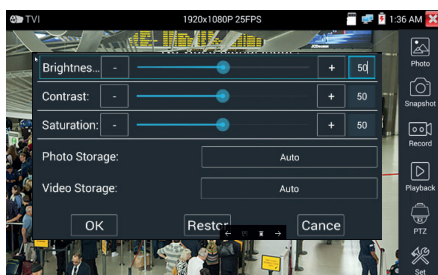 TVI 1920x1080P 25FPS 1:36 AM
Brightnes... - + 50
Photo
Contrast: - + 50
Snapshot
Saturation: - + 50
Record
Photo Storage: Auto
Playback
Video Storage: Auto
PTZ
OK Restor Cance
Set